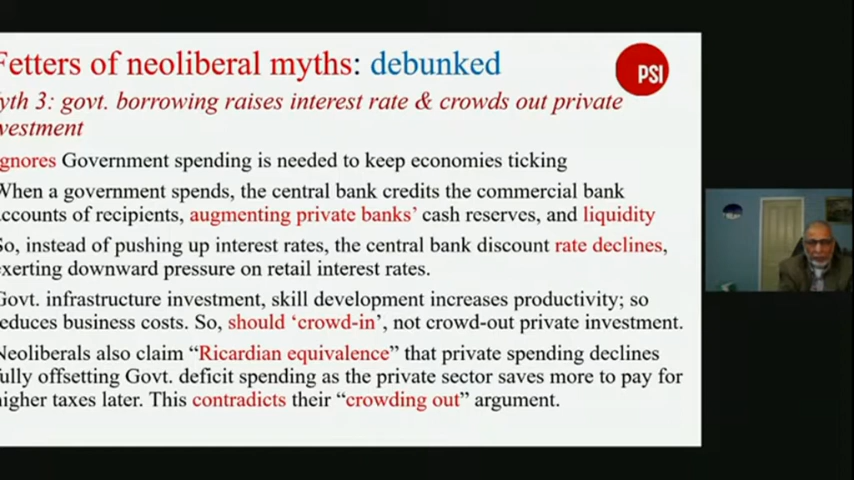 Fetters of neoliberal myths: debunked
PSI
yth 3: govt. borrowing raises interest rate & crowds out private
vestment
gnores Government spending is needed to keep economies ticking
When a government spends, the central bank credits the commercial bank
accounts of recipients, augmenting private banks’ cash reserves, and liquidity
So, instead of pushing up interest rates, the central bank discount rate declines,
exerting downward pressure on retail interest rates.
Govt. infrastructure investment, skill development increases productivity; so
educes business costs. So, should ‘crowd-in’, not crowd-out private investment.
Neoliberals also claim “Ricardian equivalence” that private spending declines
fully offsetting Govt. deficit spending as the private sector saves more to pay for
higher taxes later. This contradicts their “crowding out” argument.